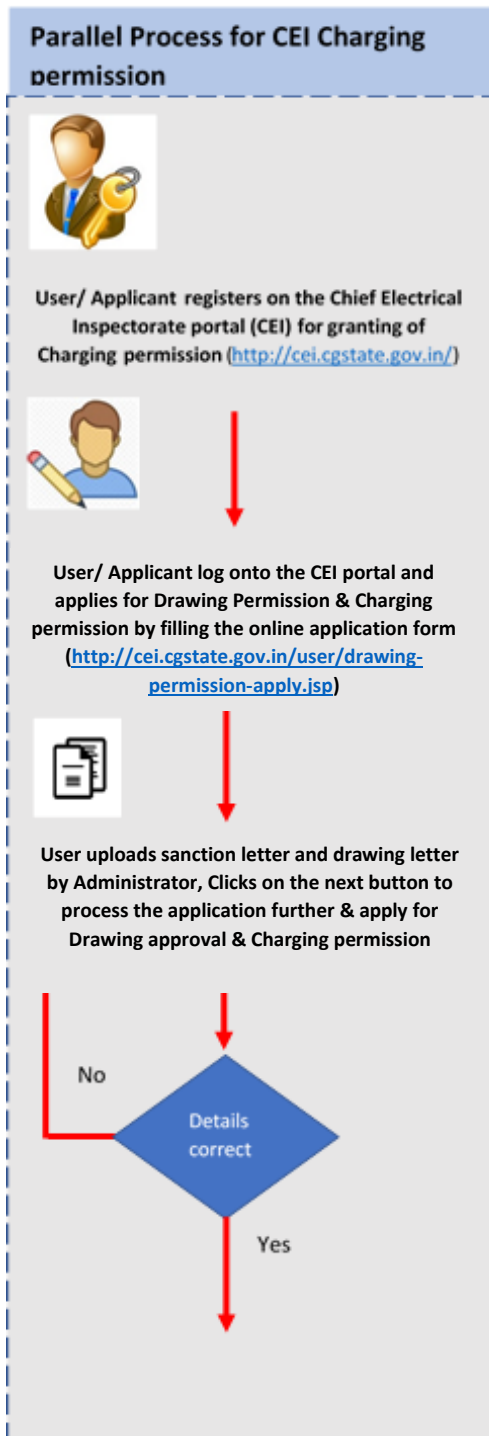 Parallel Process for CEI Charging
permission
User/ Applicant registers on the Chief Electrical
Inspectorate portal (CEI) for granting of
Charging permission (http://cei.cgstate.gov.in/)
User/ Applicant log onto the CEI portal and
applies for Drawing Permission & Charging
permission by filling the online application form
(http://cei.cgstate.gov.in/user/drawing-
permission-apply.jsp)
User uploads sanction letter and drawing letter
by Administrator, Clicks on the next button to
process the application further & apply for
Drawing approval & Charging permission
No
Details
correct
Yes